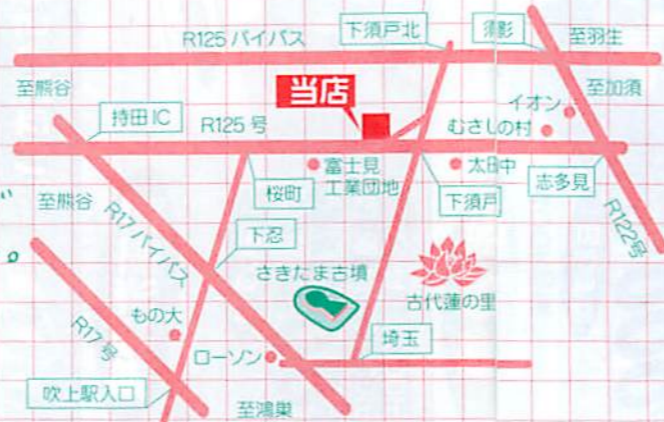 R125 バイパス
下須戸北
須影
至羽生
至熊谷
至加須
当店
イオン
持田 IC
R125 号
むさしの村
富士見
工業団地
太田中
桜町
下須戸
志多見
至熊谷
R17 バイパス
下忍
R122号
さきたま古墳
古代蓮の里
もの大
R17 号
ローソン
埼玉
吹上駅入口
至鴻巣